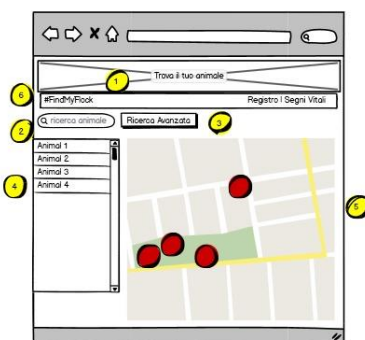 1
Trova il tuo animale
6
#FindMyFlock Registro | Segni Vitali
2
ricerca animale Ricerca Avanzata
3
Animal 1
Animal 2
Animal 3
4
Animal 4
5